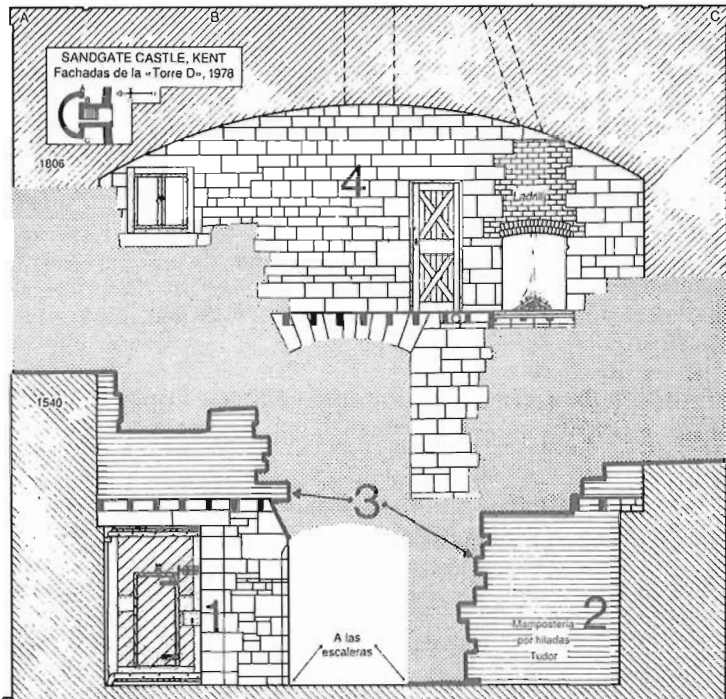 A
B
C
SANDGATE CASTLE, KENT
Fachadas de la «Torre D», 1978
1806
4
Ladrillo
1540
3
1
2
A las
escaleras
Mampostería
por hiladas
Tudor